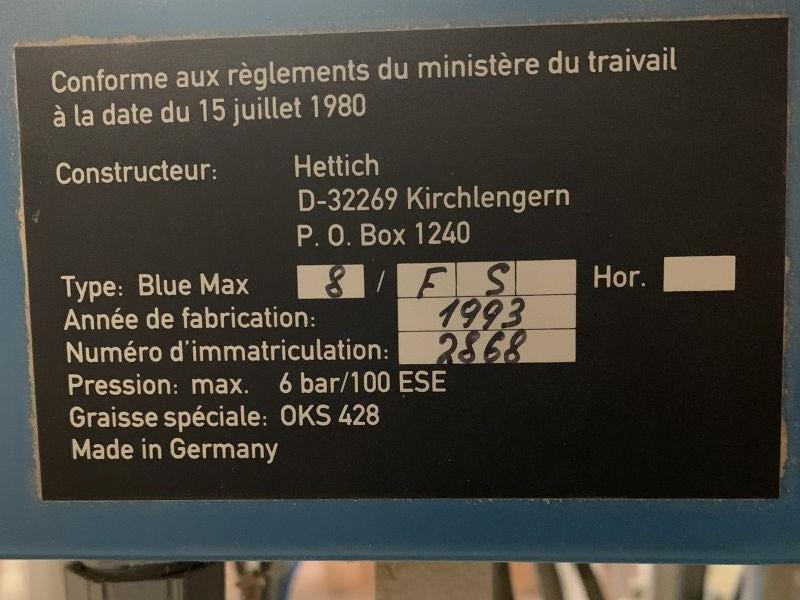 Conforme aux règlements du ministère du traivail
à la date du 15 juillet 1980
Constructeur: Hettich
D-32269 Kirchlengern
P. O. Box 1240
Type: Blue Max 8 / F S Hor.
Année de fabrication: 1993
Numéro d'immatriculation: 2868
Pression: max. 6 bar/100 ESE
Graisse spéciale: OKS 428
Made in Germany